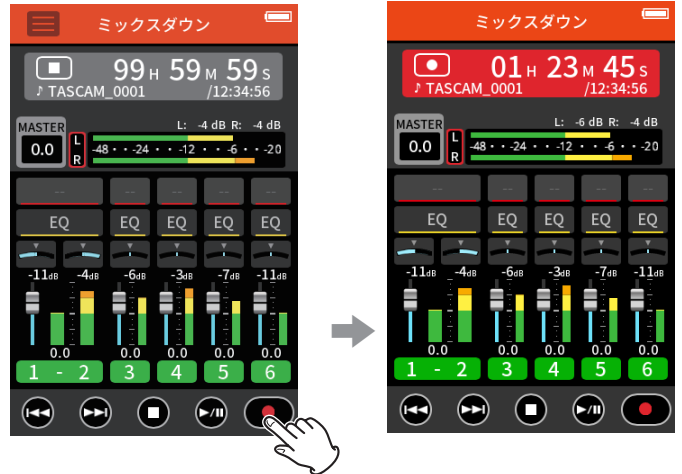 ミックスダウン
99H 59M 59S
♪ TASCAM_0001 /12:34:56
MASTER
0.0
L
R
L: -4 dB R: -4 dB
-48 • • -24 • • -12 • • -6 • • -20
-- -- -- -- --
EQ EQ EQ EQ EQ
-11dB -4dB -6dB -3dB -7dB -11dB
0.0 0.0 0.0 0.0 0.0
1 - 2 3 4 5 6
ミックスダウン
01H 23M 45S
♪ TASCAM_0001 /12:34:56
MASTER
0.0
L
R
L: -6 dB R: -4 dB
-48 • • -24 • • -12 • • -6 • • -20
-- -- -- -- --
EQ EQ EQ EQ EQ
-11dB -4dB -6dB -3dB -7dB -11dB
0.0 0.0 0.0 0.0 0.0
1 - 2 3 4 5 6